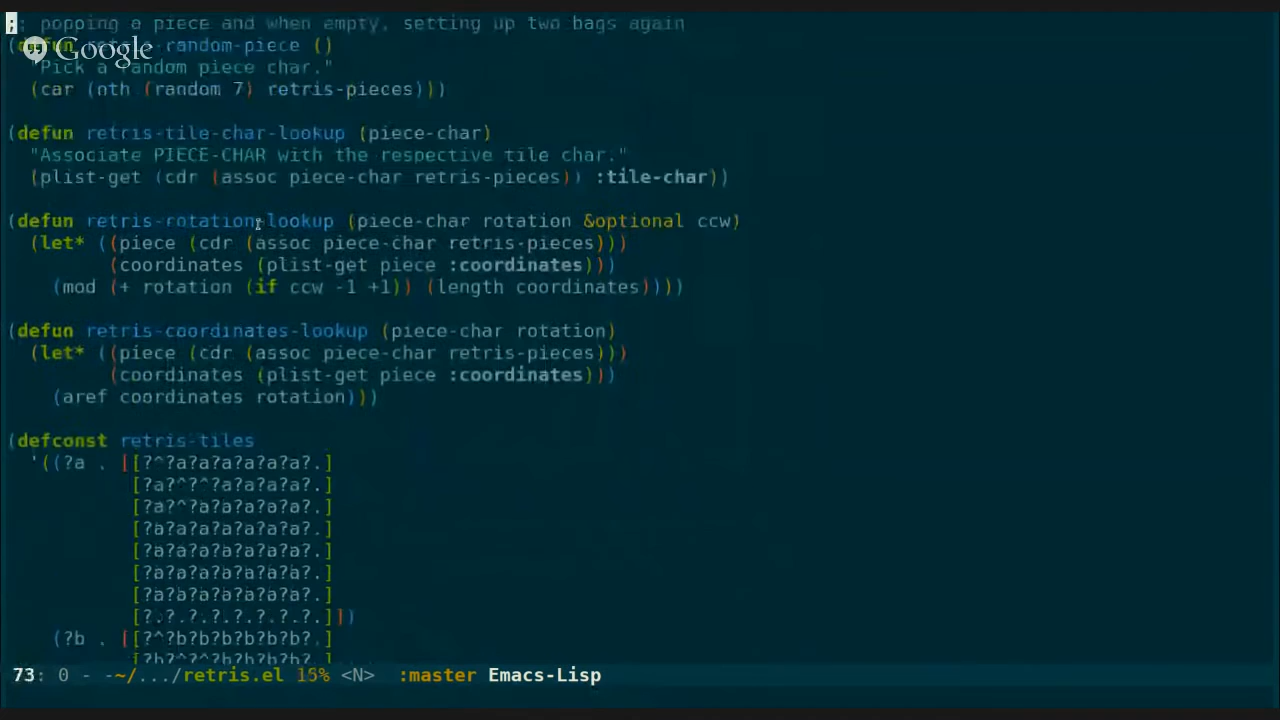 ;; popping a piece and when empty, setting up two bags again
(defun retris-random-piece ()
Google
  "Pick a random piece char."
  (car (nth (random 7) retris-pieces)))

(defun retris-tile-char-lookup (piece-char)
  "Associate PIECE-CHAR with the respective tile char."
  (plist-get (cdr (assoc piece-char retris-pieces)) :tile-char))

(defun retris-rotation-lookup (piece-char rotation &optional ccw)
  (let* ((piece (cdr (assoc piece-char retris-pieces)))
         (coordinates (plist-get piece :coordinates)))
    (mod (+ rotation (if ccw -1 +1)) (length coordinates))))

(defun retris-coordinates-lookup (piece-char rotation)
  (let* ((piece (cdr (assoc piece-char retris-pieces)))
         (coordinates (plist-get piece :coordinates)))
    (aref coordinates rotation)))

(defconst retris-tiles
  '((?a . [[?^?a?a?a?a?a?a?.]
           [?a?^?^?a?a?a?a?.]
           [?a?^?a?a?a?a?a?.]
           [?a?a?a?a?a?a?a?.]
           [?a?a?a?a?a?a?a?.]
           [?a?a?a?a?a?a?a?.]
           [?a?a?a?a?a?a?a?.]
           [?.?.?.?.?.?.?.?.]])
    (?b . [[?^?b?b?b?b?b?b?.]
           [?b?^?^?b?b?b?b?.]
73: 0 - -~/.../retris.el 15% <N>  :master Emacs-Lisp